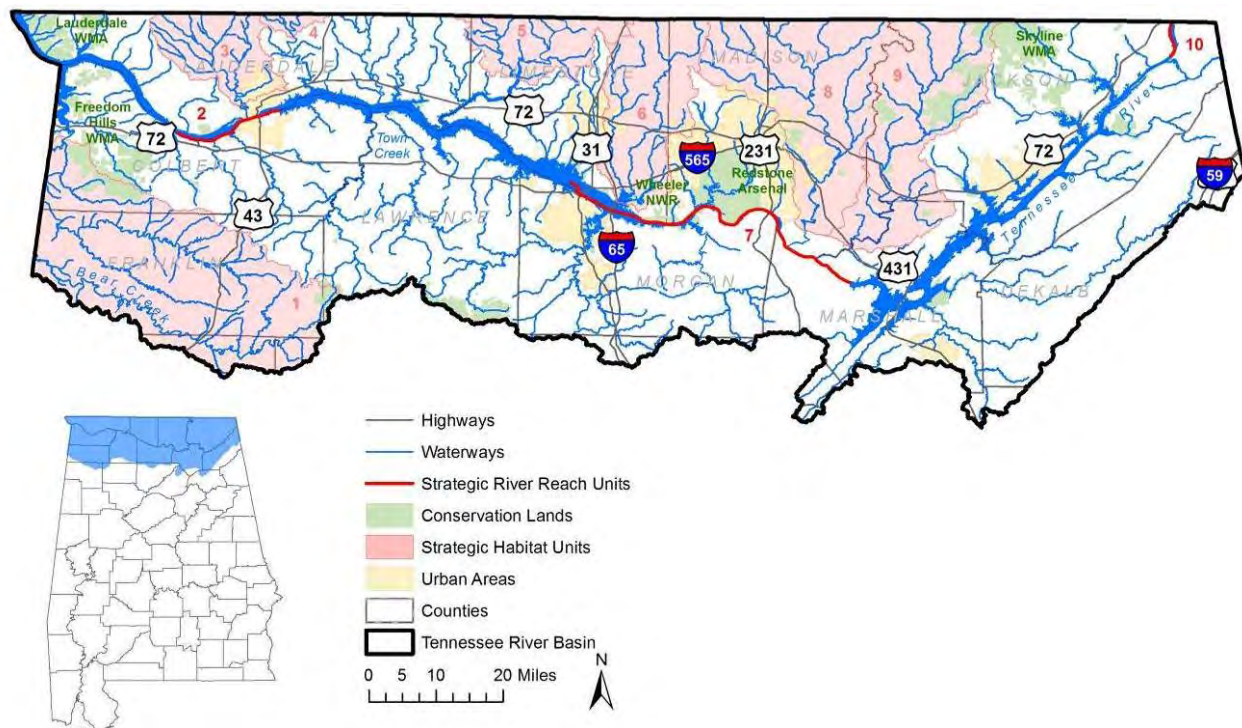 Lauderdale
WMA
3
4
LAUDERDALE
5
LIMESTONE
MADISON
9
Skyline
WMA
10
JACKSON
Freedom
Hills
WMA
2
72
72
8
6
Town
Creek
31
565
231
72
River
COLBERT
Wheeler
NWR
Redstone
Arsenal
59
43
LAWRENCE
7
Tennessee
65
FRANKLIN
431
Bear Creek
1
MORGAN
DEKALB
MARSHALL
Highways
Waterways
Strategic River Reach Units
Conservation Lands
Strategic Habitat Units
Urban Areas
Counties
Tennessee River Basin
0 5 10 20 Miles
N